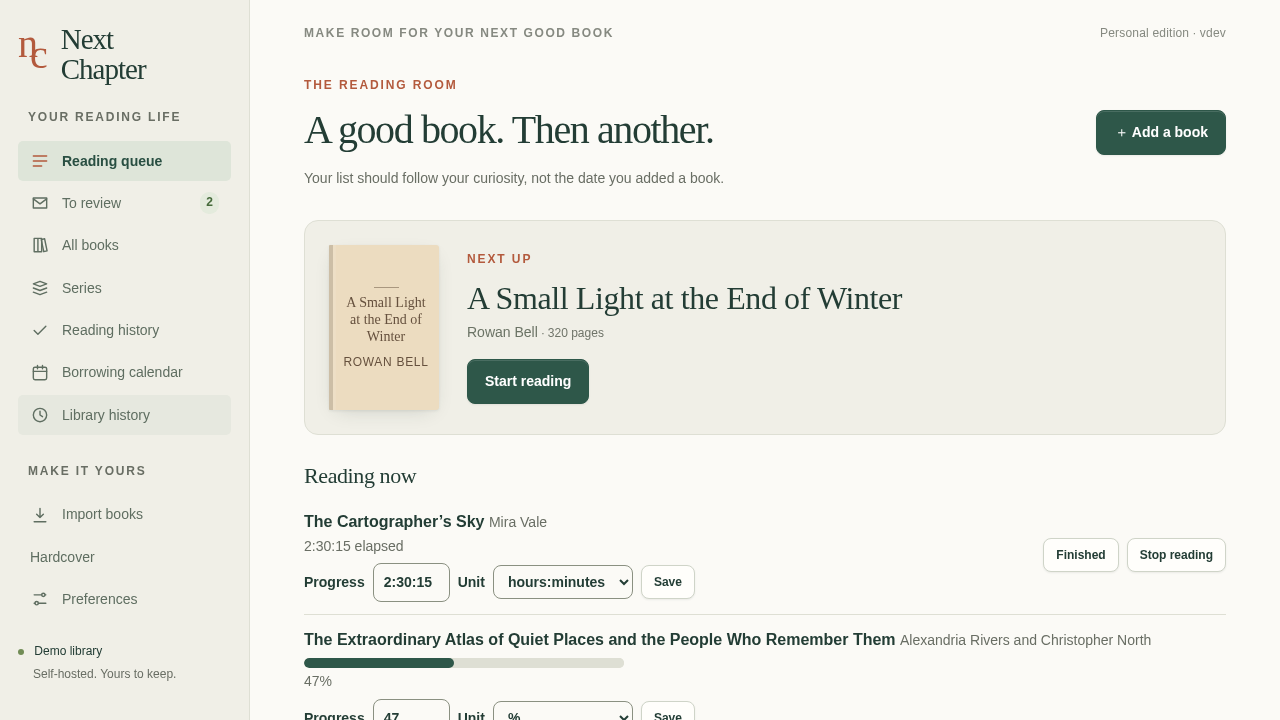 nc
Next
Chapter
YOUR READING LIFE
Reading queue
To review 2
All books
Series
Reading history
Borrowing calendar
Library history
MAKE IT YOURS
Import books
Hardcover
Preferences
Demo library
Self-hosted. Yours to keep.
MAKE ROOM FOR YOUR NEXT GOOD BOOK
Personal edition · vdev
THE READING ROOM
A good book. Then another.
+ Add a book
Your list should follow your curiosity, not the date you added a book.
A Small Light
at the End of
Winter
ROWAN BELL
NEXT UP
A Small Light at the End of Winter
Rowan Bell · 320 pages
Start reading
Reading now
The Cartographer’s Sky Mira Vale
2:30:15 elapsed
Progress 2:30:15 Unit hours:minutes Save
Finished Stop reading
The Extraordinary Atlas of Quiet Places and the People Who Remember Them Alexandria Rivers and Christopher North
47%
Progress 47 Unit % Save